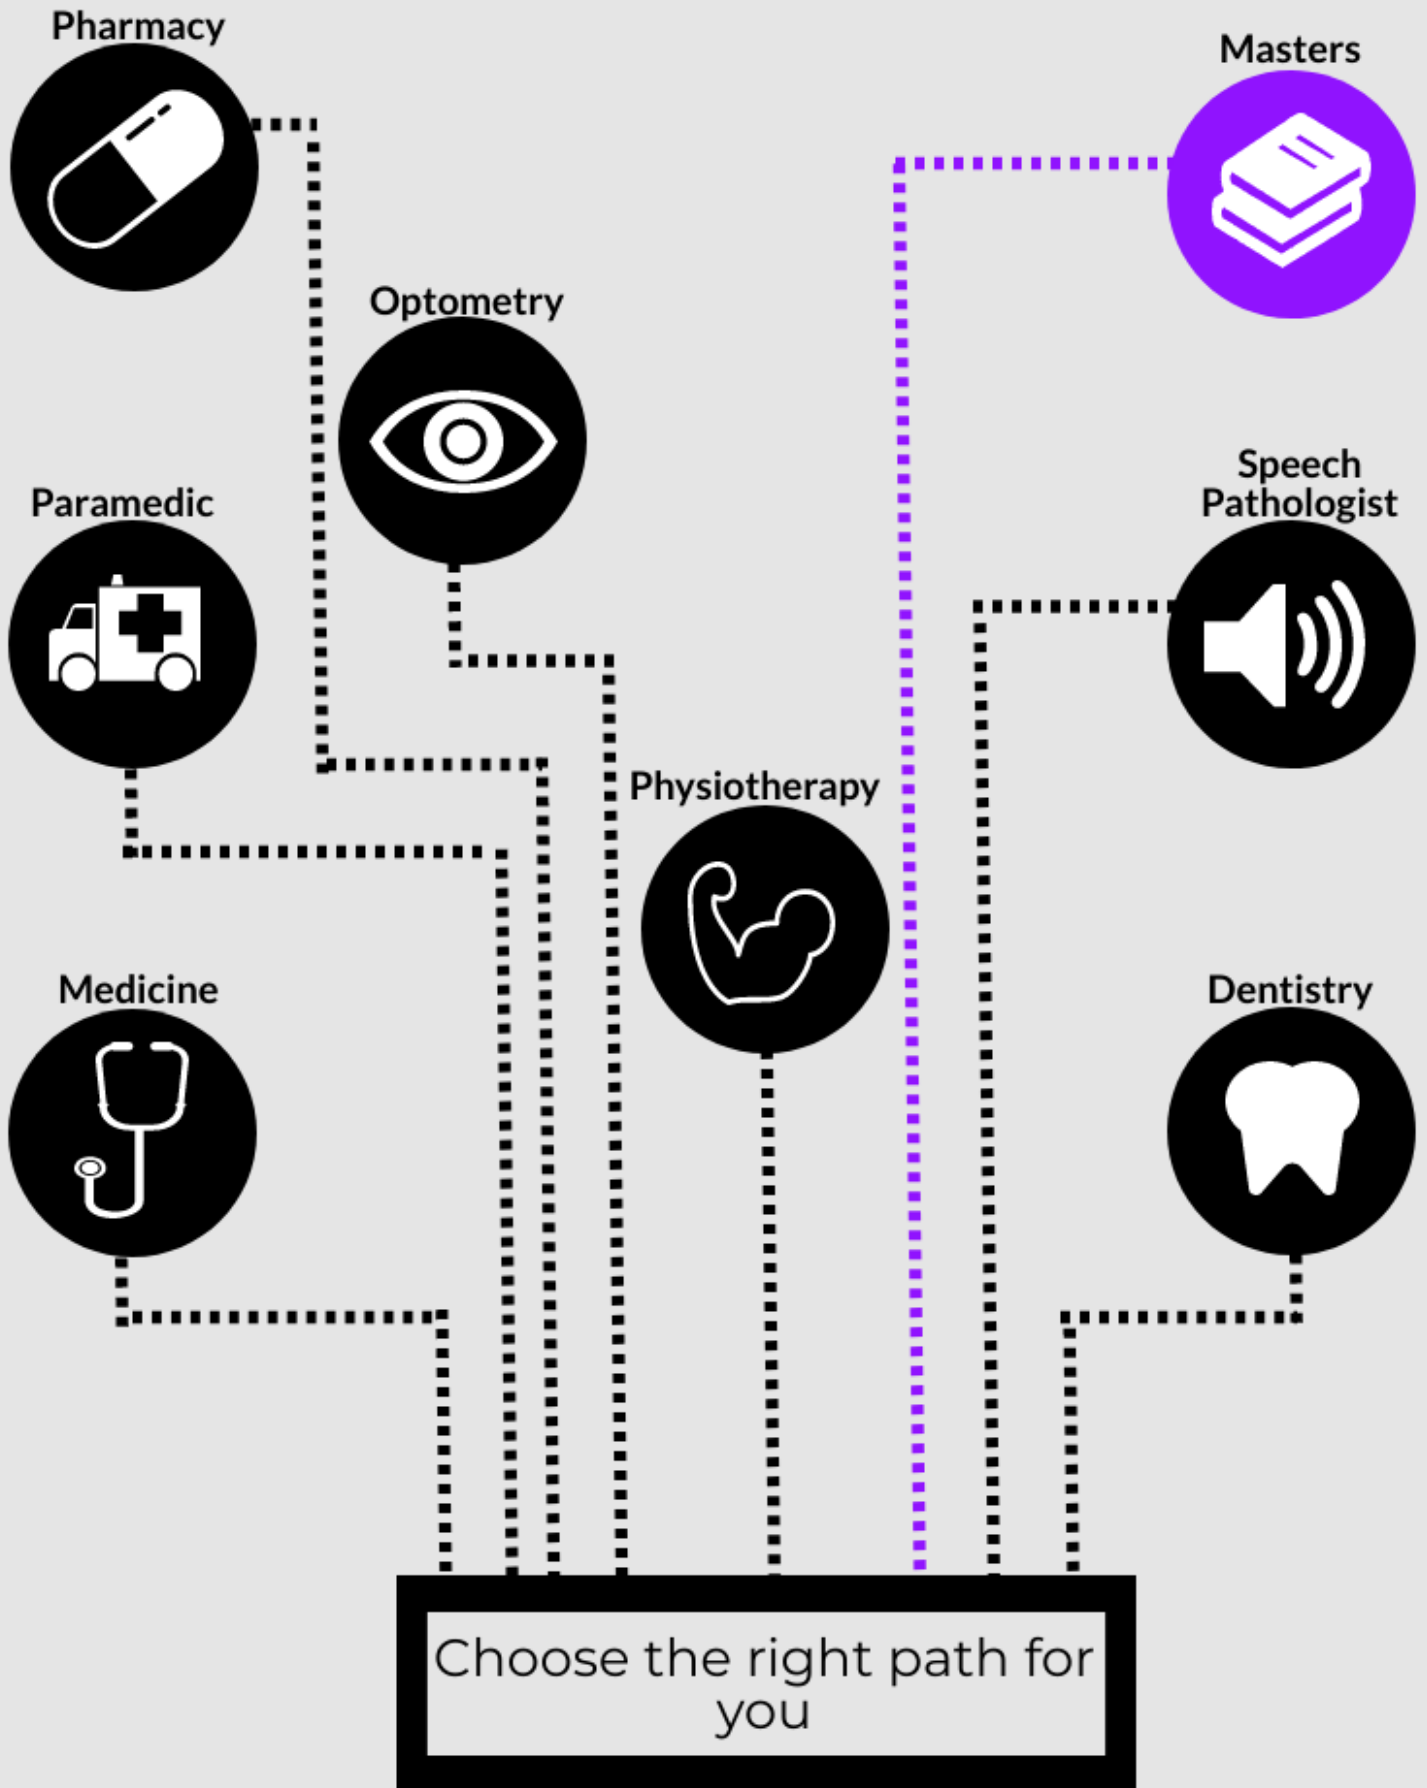 Pharmacy
Masters
Optometry
Speech
Pathologist
Paramedic
Physiotherapy
Medicine
Dentistry
Choose the right path for
you